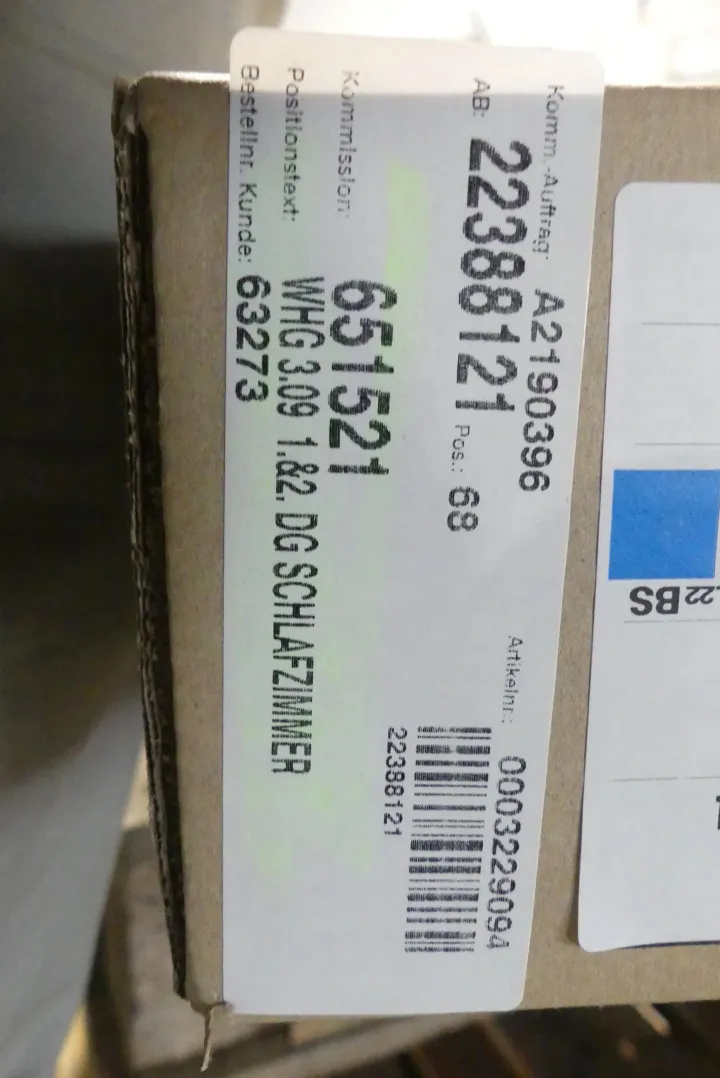 Komm.-Auftrag: A2190396 Artikelnr.: 0003229094
AB: 22388121 Pos.: 68
22388121
Kommission: 651521
Positionstext: WHG 3.09 1.&2. DG SCHLAFZIMMER
Bestellnr. Kunde: 63273
BS